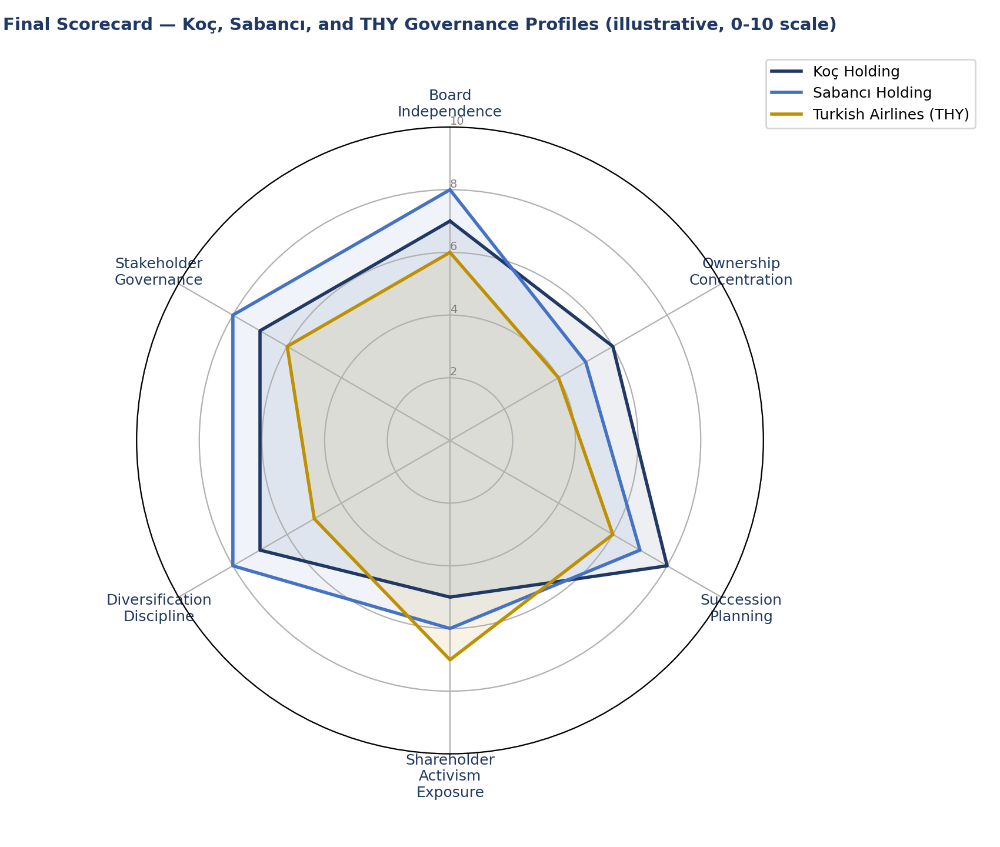 Final Scorecard — Koç, Sabancı, and THY Governance Profiles (illustrative, 0-10 scale)
Koç Holding
Sabancı Holding
Turkish Airlines (THY)
Board
Independence
10
8
6
4
2
Ownership
Concentration
Stakeholder
Governance
Diversification
Discipline
Succession
Planning
Shareholder
Activism
Exposure